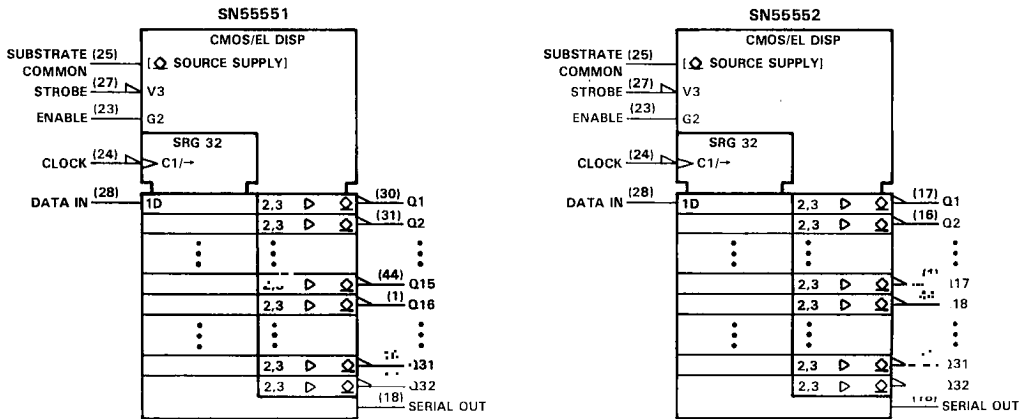 SN55551
CMOS/EL DISP
SUBSTRATE (25)
COMMON
[ SOURCE SUPPLY]
STROBE (27) V3
ENABLE (23) G2
SRG 32
CLOCK (24) C1/→
DATA IN (28) 1D
2,3 (30) Q1
2,3 (31) Q2
2,3 (44) Q15
2,3 (1) Q16
2,3
2,3
(18) SERIAL OUT
SN55552
CMOS/EL DISP
SUBSTRATE (25)
COMMON
[ SOURCE SUPPLY]
STROBE (27) V3
ENABLE (23) G2
SRG 32
CLOCK (24) C1/→
DATA IN (28) 1D
2,3 (17) Q1
2,3 (16) Q2
2,3
2,3
2,3
2,3
SERIAL OUT